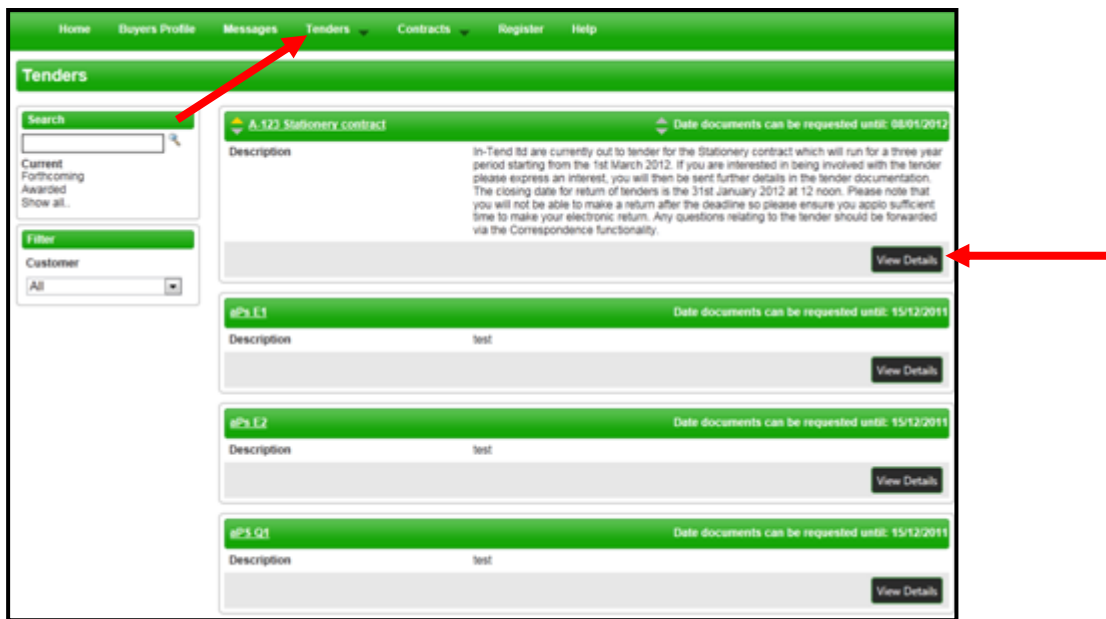 Home Buyers Profile Messages Tenders Contracts Register Help
Tenders
Search
Current
Forthcoming
Awarded
Show all..
Filter
Customer
All
A-123 Stationery contract Date documents can be requested until: 08/01/2012
Description In-Tend ltd are currently out to tender for the Stationery contract which will run for a three year
period starting from the 1st March 2012. If you are interested in being involved with the tender
please express an interest, you will then be sent further details in the tender documentation.
The closing date for return of tenders is the 31st January 2012 at 12 noon. Please note that
you will not be able to make a return after the deadline so please ensure you applo sufficient
time to make your electronic return. Any questions relating to the tender should be forwarded
via the Correspondence functionality.
View Details
aPs E1 Date documents can be requested until: 15/12/2011
Description test
View Details
aPs E2 Date documents can be requested until: 15/12/2011
Description test
View Details
aPS Q1 Date documents can be requested until: 15/12/2011
Description test
View Details